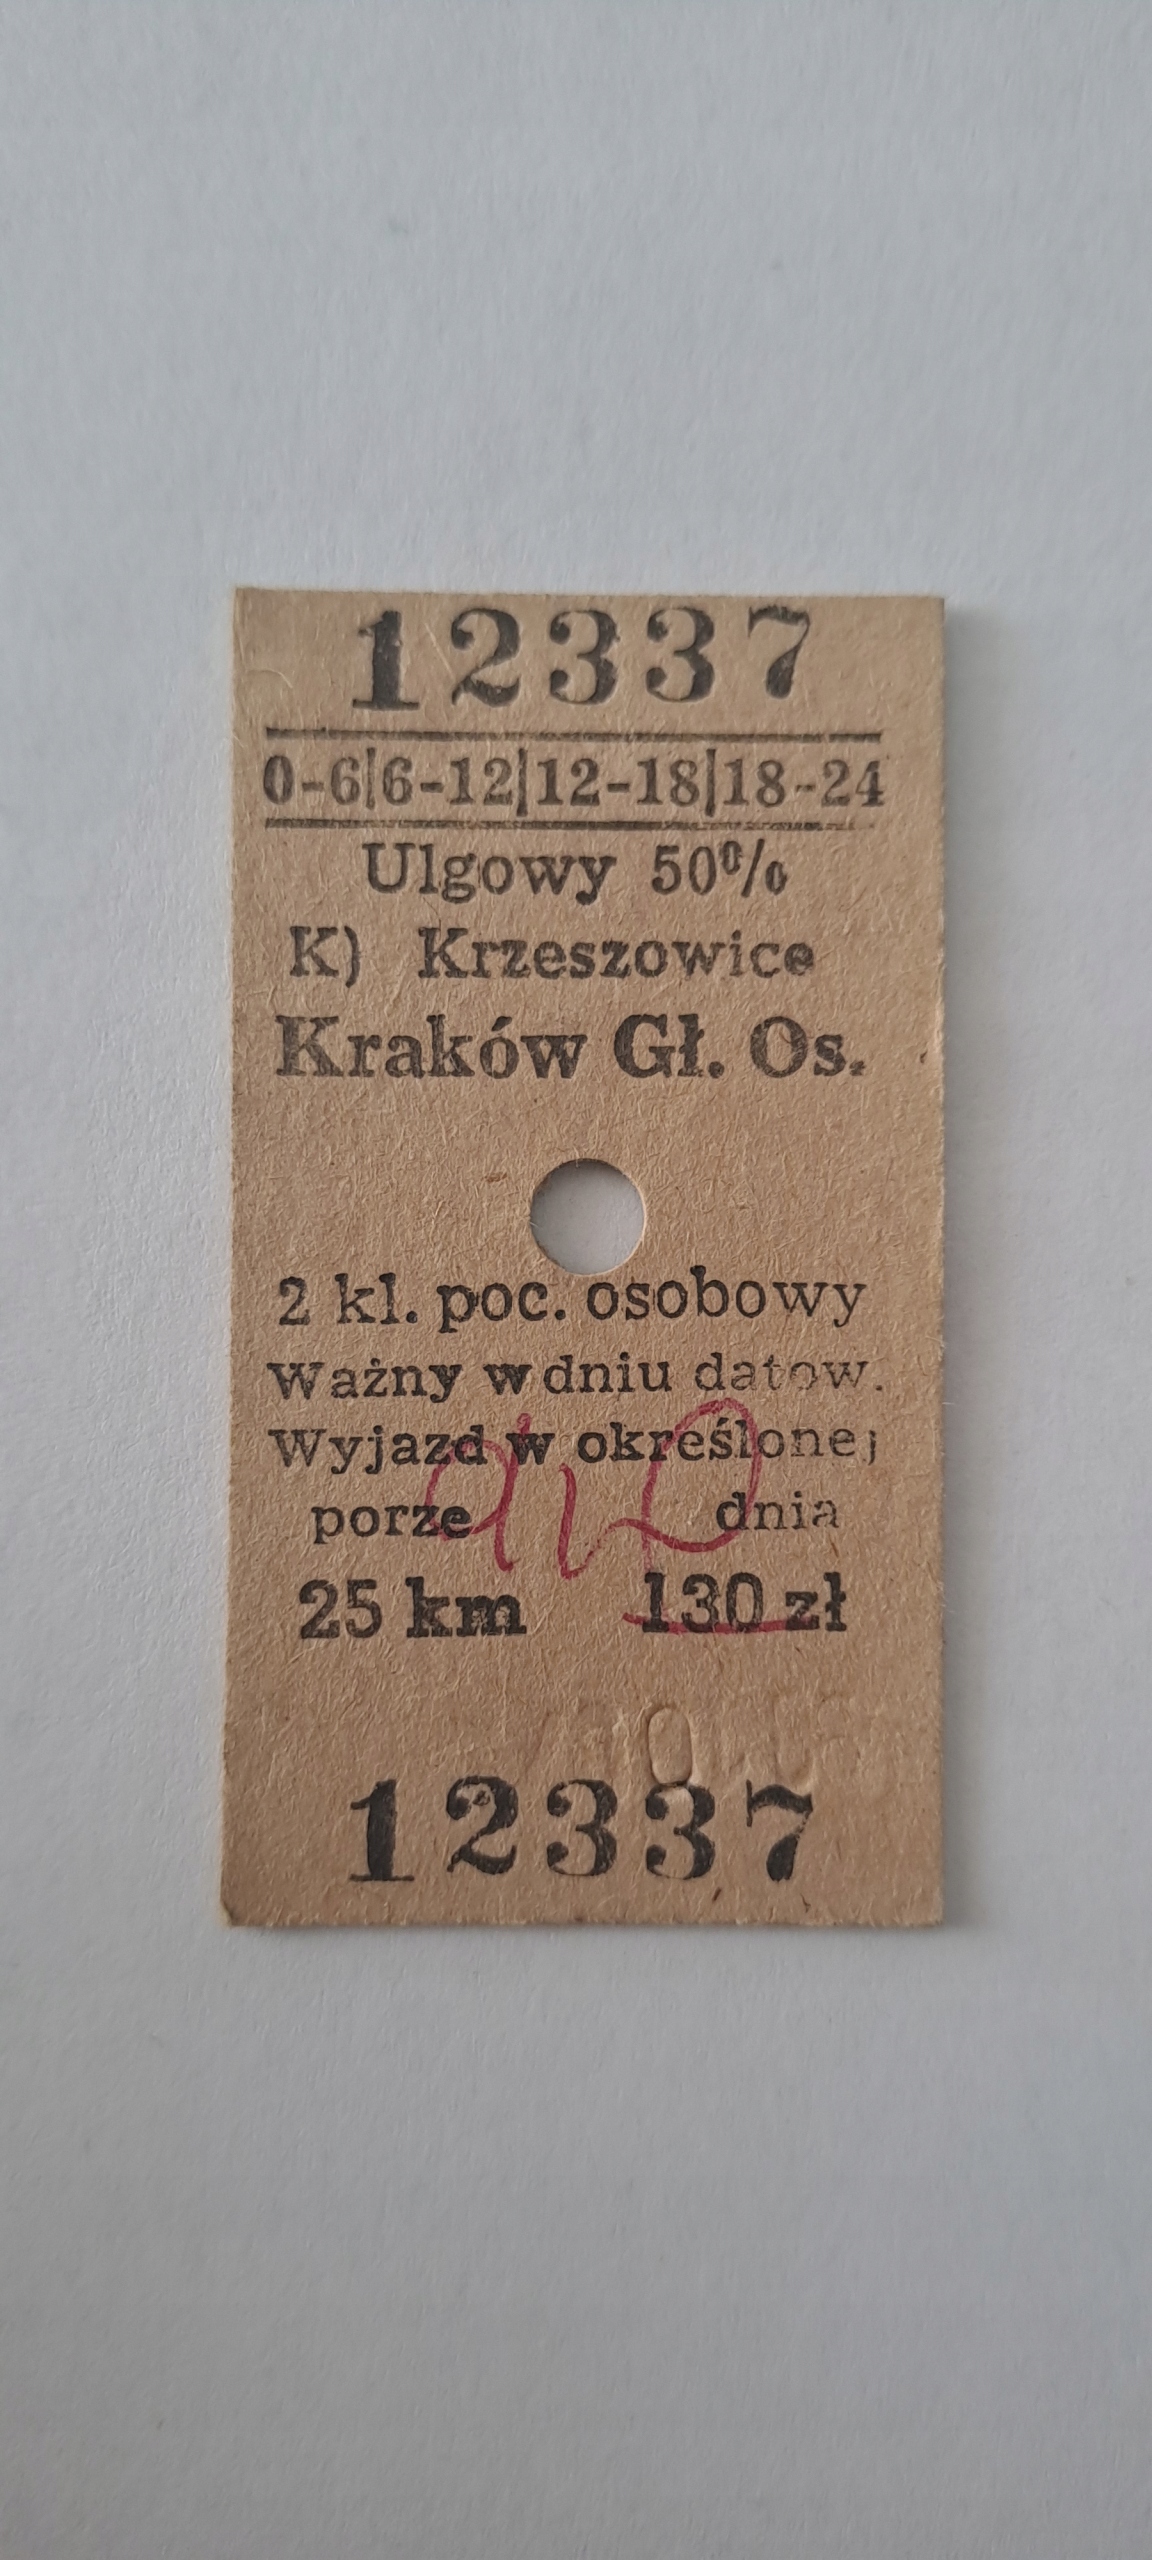 12337
0-6|6-12|12-18|18-24
Ulgowy 50%
K) Krzeszowice
Kraków Gł. Os.
2 kl. poc. osobowy
Ważny w dniu datow.
Wyjazd w określonej
porze dnia
25 km 130 zł
12337